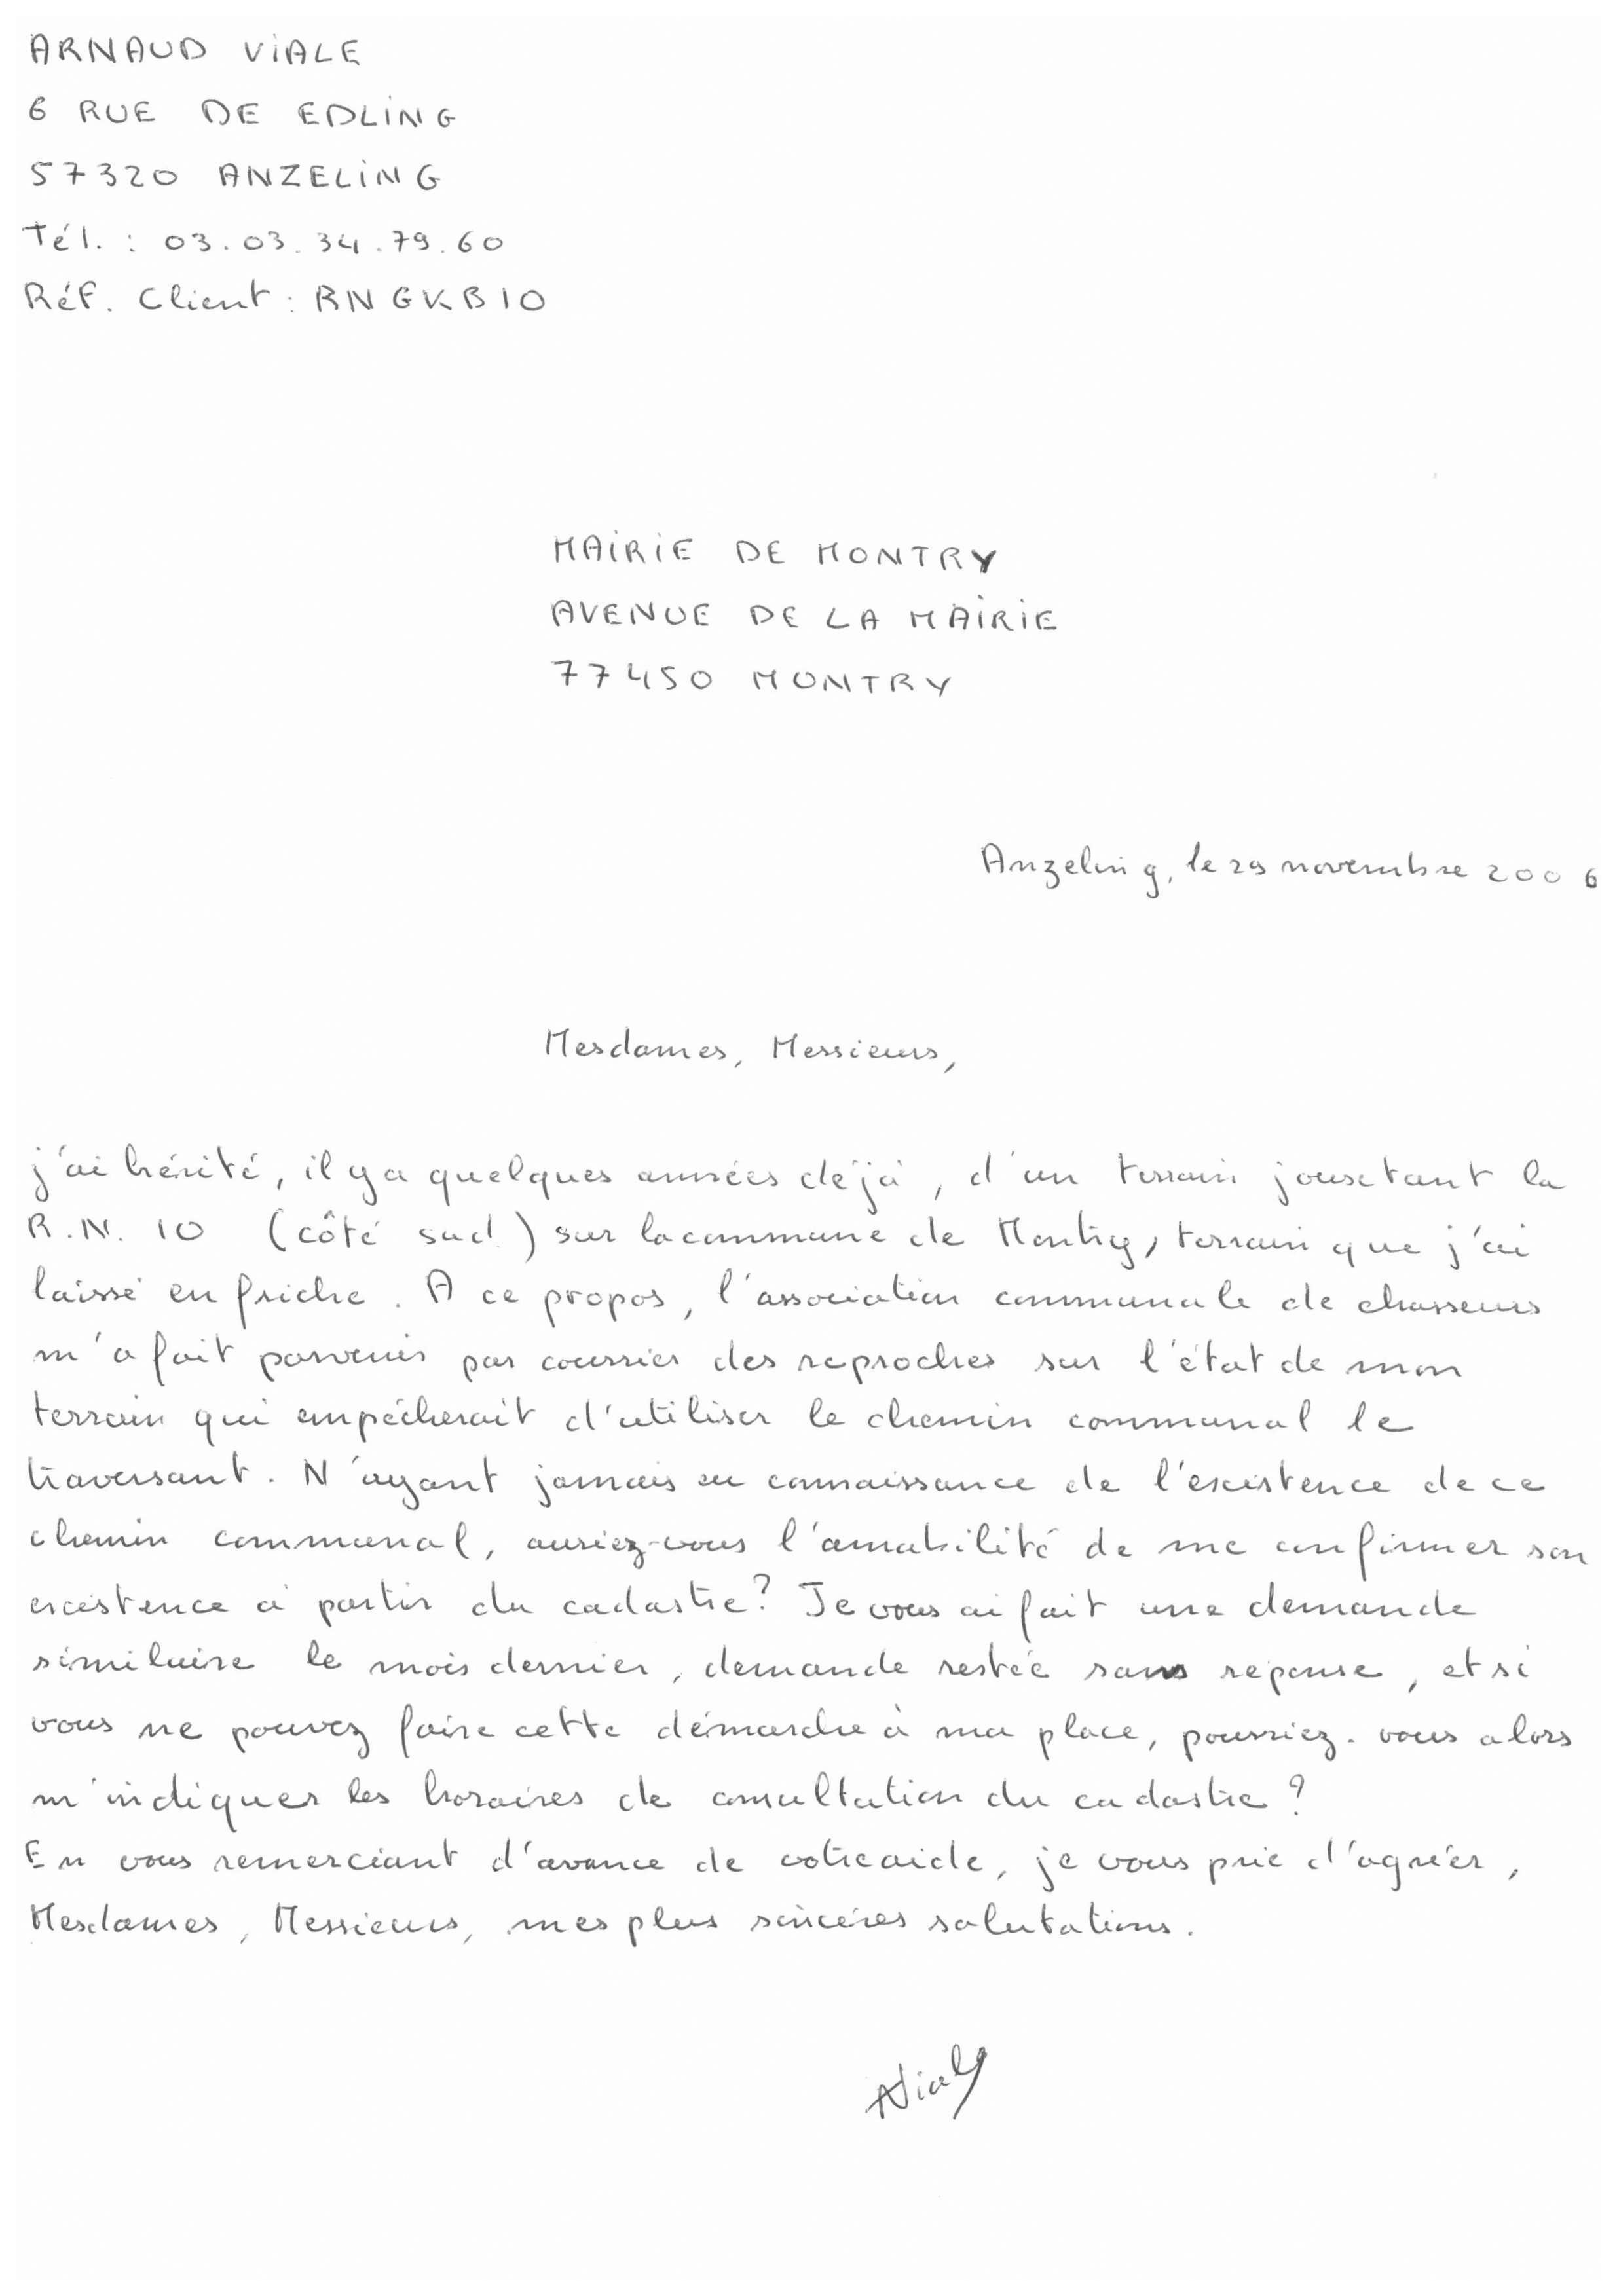 ARNAUD VIALE
6 RUE DE EDLING
57320 ANZELING
Tél. : 03.03.34.79.60
Réf. Client : RNGKB10
MAIRIE DE MONTRY
AVENUE DE LA MAIRIE
77450 MONTRY
Anzeling, le 29 novembre 2006
Mesdames, Messieurs,
j'ai hérité, il y a quelques années déjà, d'un terrain jouxtant la
R.N. 10 (côté sud) sur la commune de Montry, terrain que j'ai
laissé en friche. A ce propos, l'association communale de chasseurs
m'a fait parvenir par courrier des reproches sur l'état de mon
terrain qui empêcherait d'utiliser le chemin communal le
traversant. N'ayant jamais eu connaissance de l'existence de ce
chemin communal, auriez-vous l'amabilité de me confirmer son
existence à partir du cadastre ? Je vous ai fait une demande
similaire le mois dernier, demande restée sans réponse, et si
vous ne pouvez faire cette démarche à ma place, pourriez-vous alors
m'indiquer les horaires de consultation du cadastre ?
En vous remerciant d'avance de votre aide, je vous prie d'agréer,
Mesdames, Messieurs, mes plus sincères salutations.
AViale